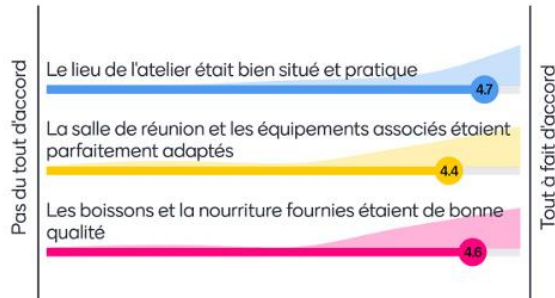 Pas du tout d'accord
Le lieu de l'atelier était bien situé et pratique
4.7
La salle de réunion et les équipements associés étaient
parfaitement adaptés
4.4
Les boissons et la nourriture fournies étaient de bonne
qualité
4.6
Tout à fait d'accord